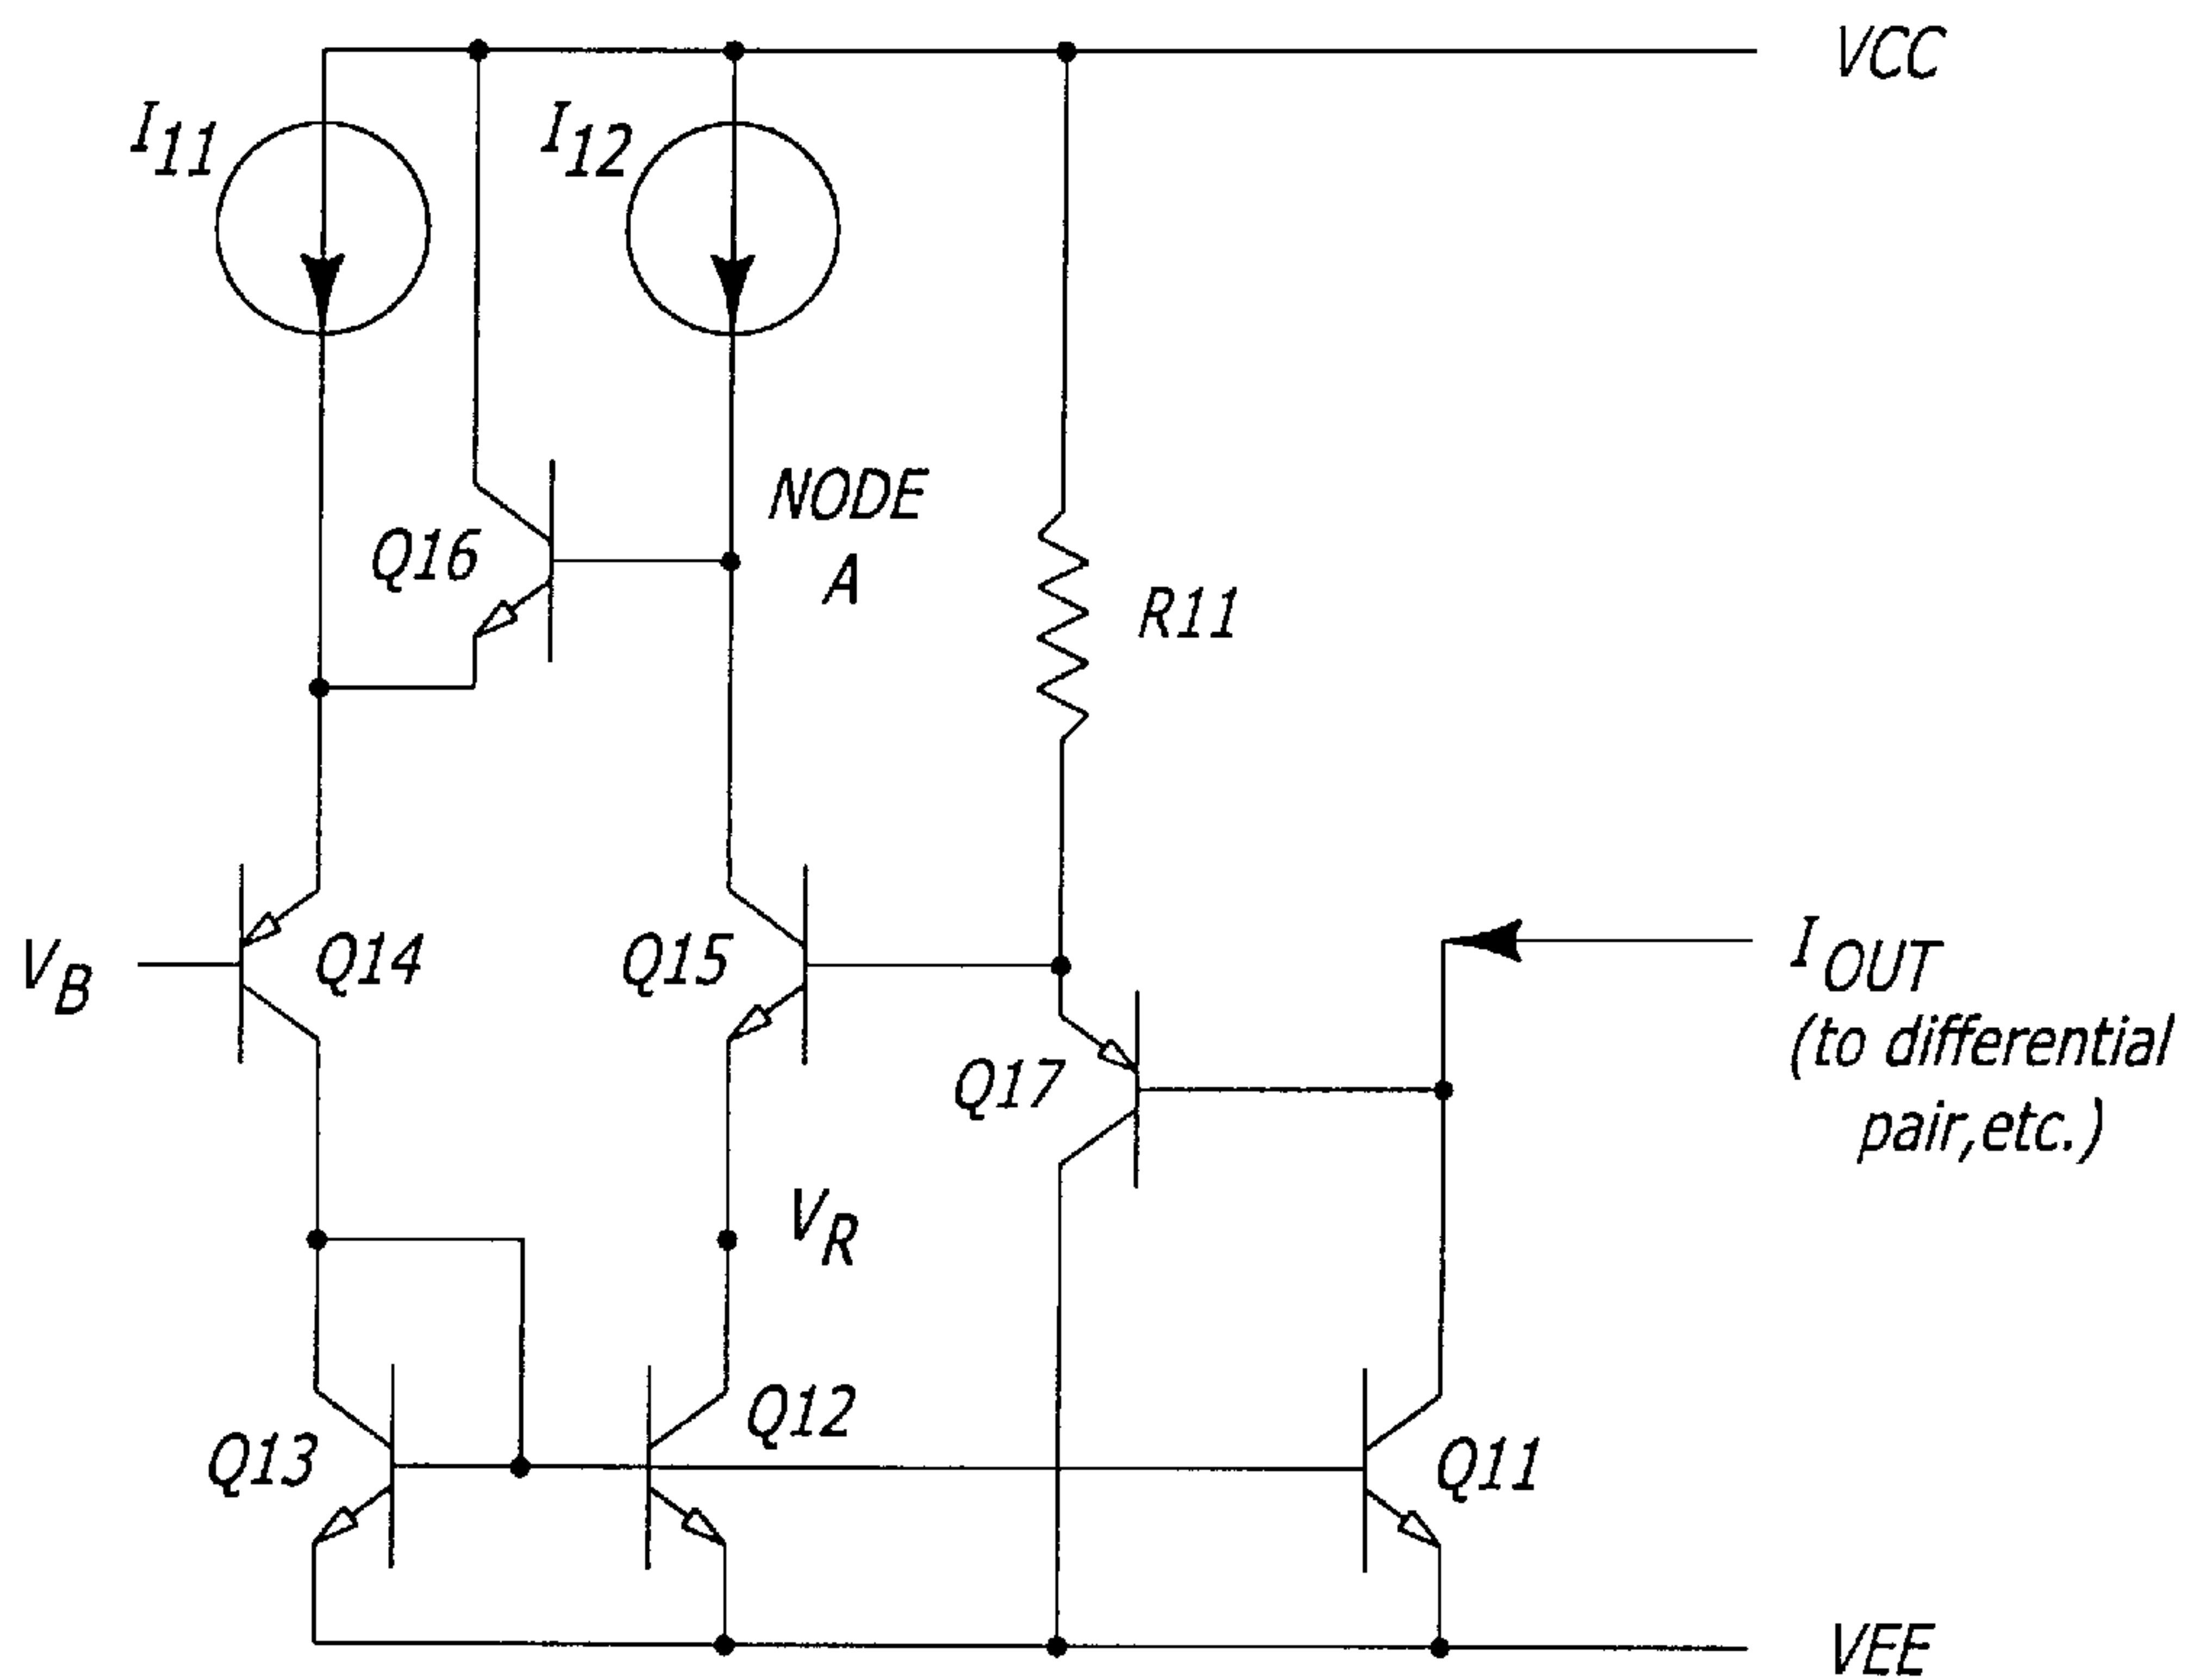 VCC
I11
I12
NODE
A
Q16
R11
VB
Q14
Q15
IOUT
(to differential
pair,etc.)
Q17
VR
Q12
Q13
Q11
VEE